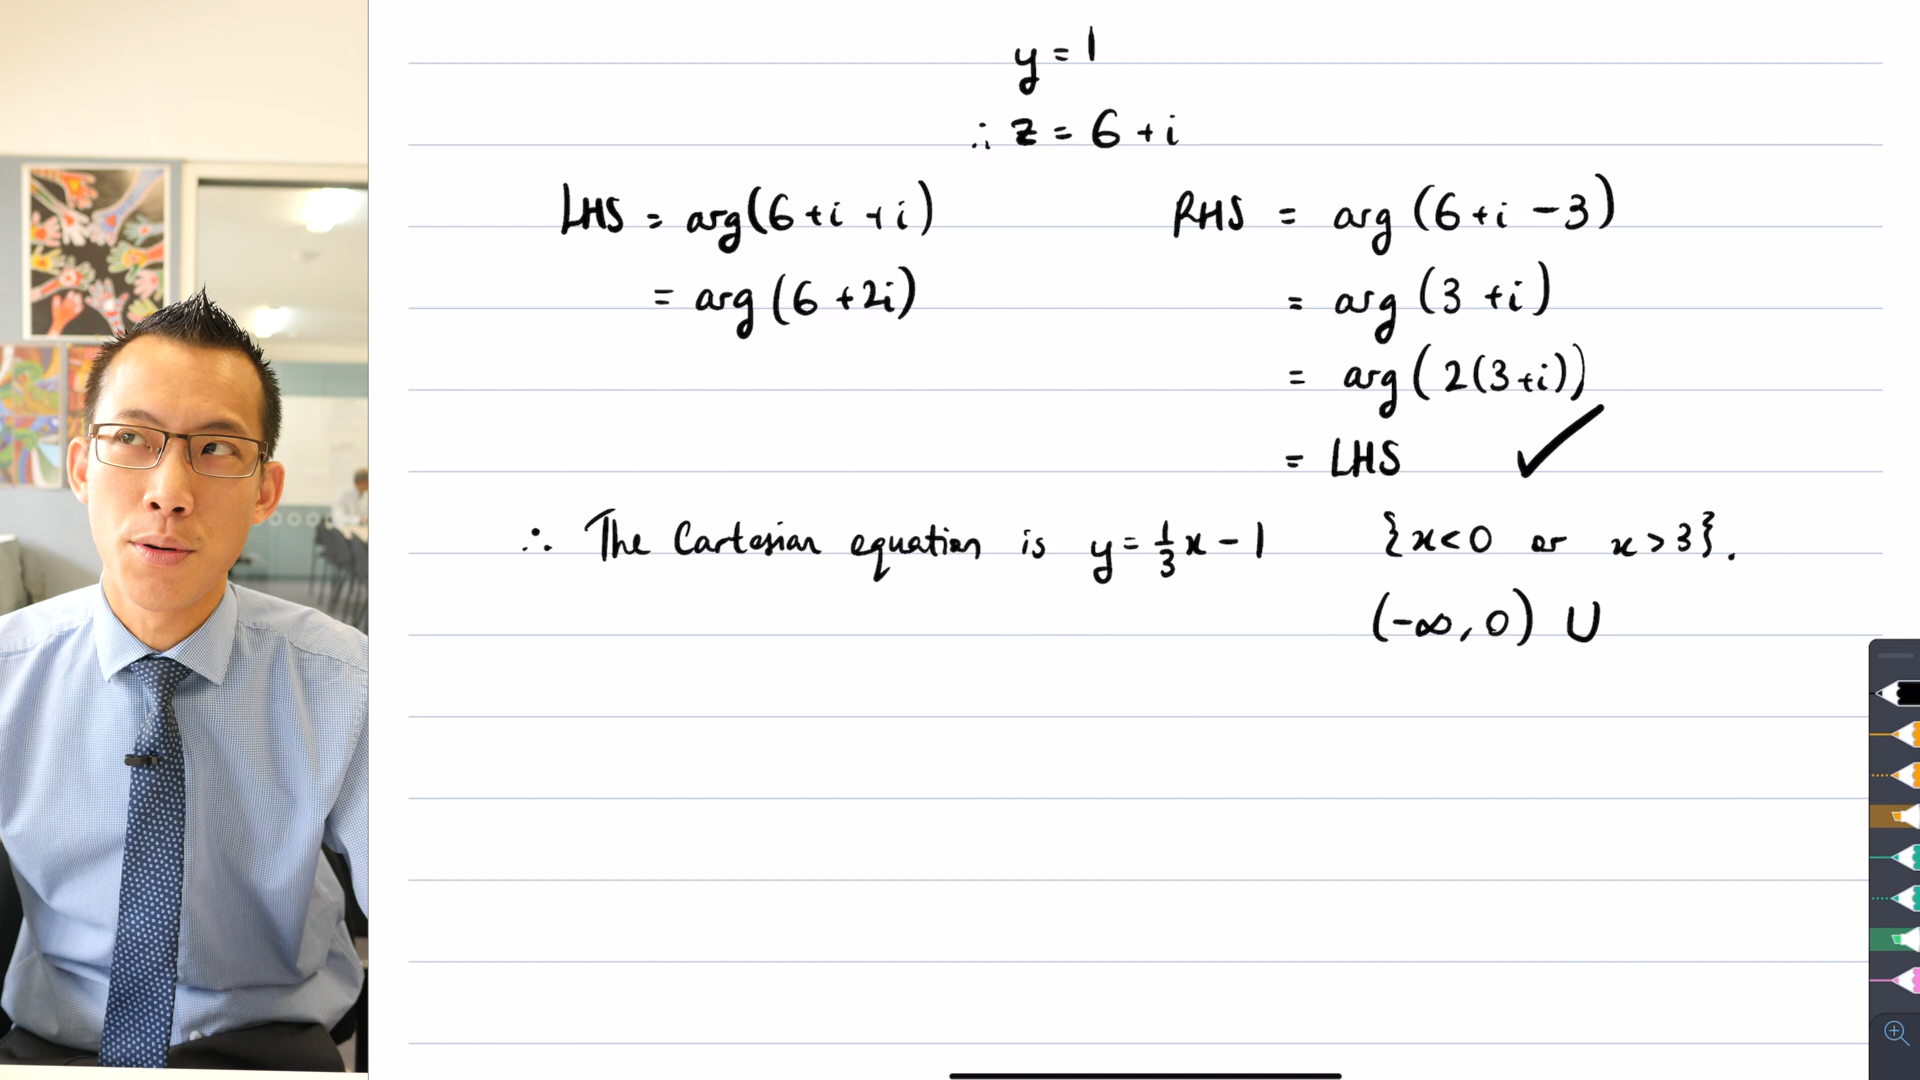 y = 1
∴ z = 6 + i
LHS = arg(6 + i + i)
= arg(6 + 2i)
RHS = arg(6 + i - 3)
= arg(3 + i)
= arg(2(3 + i))
= LHS ✓
∴ The Cartesian equation is y = 1/3 x - 1 {x < 0 or x > 3}.
(-∞, 0) ∪